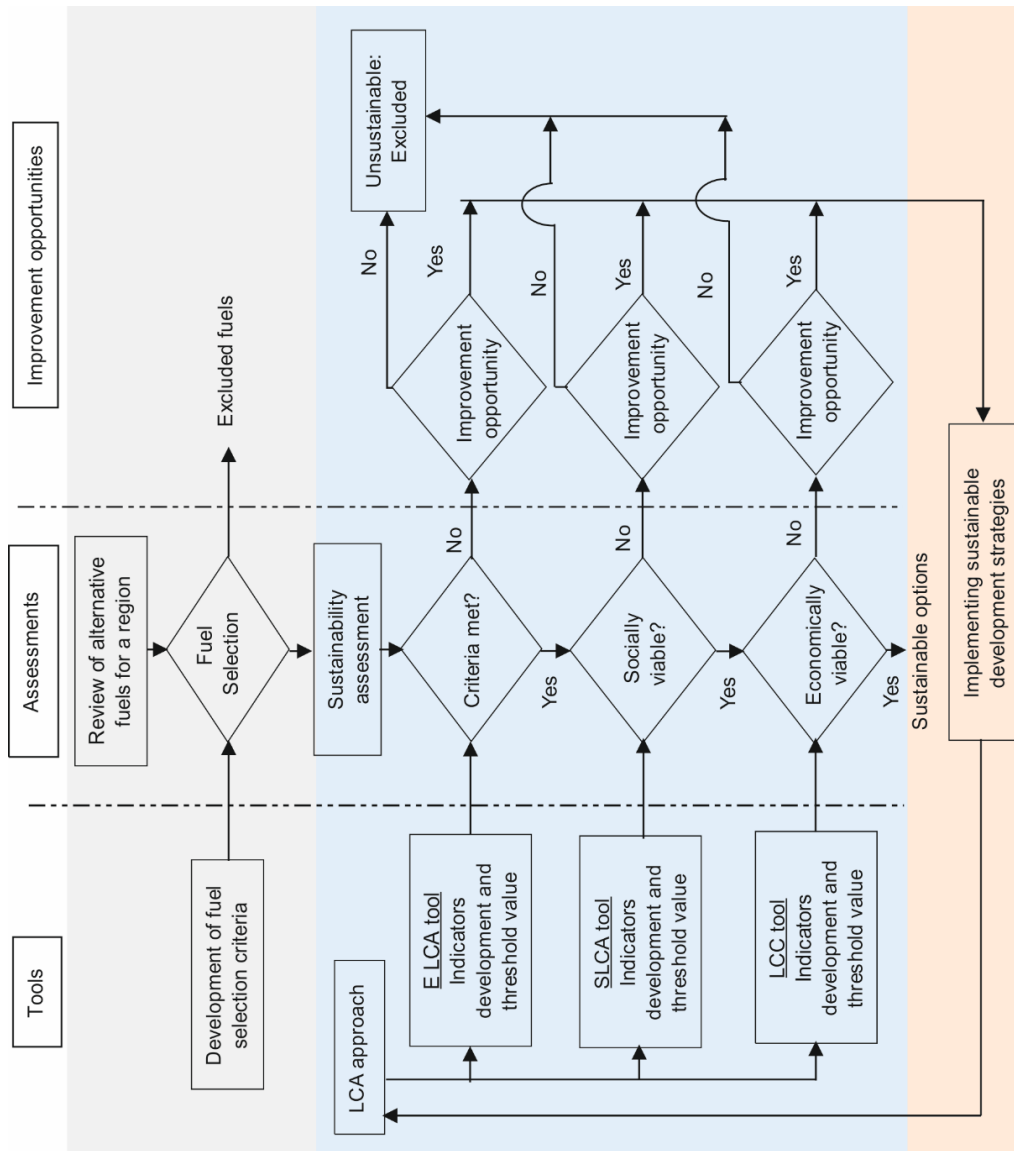 Tools
Assessments
Improvement opportunities
Review of alternative
fuels for a region
Development of fuel
selection criteria
Fuel
Selection
Excluded fuels
LCA approach
Sustainability
assessment
Unsustainable:
Excluded
E LCA tool
Indicators
development and
threshold value
Criteria met?
No
Improvement
opportunity
No
Yes
Yes
SLCA tool
Indicators
development and
threshold value
Socially
viable?
No
Improvement
opportunity
No
Yes
Yes
LCC tool
Indicators
development and
threshold value
Economically
viable?
No
Improvement
opportunity
No
Yes
Yes
Sustainable options
Implementing sustainable
development strategies